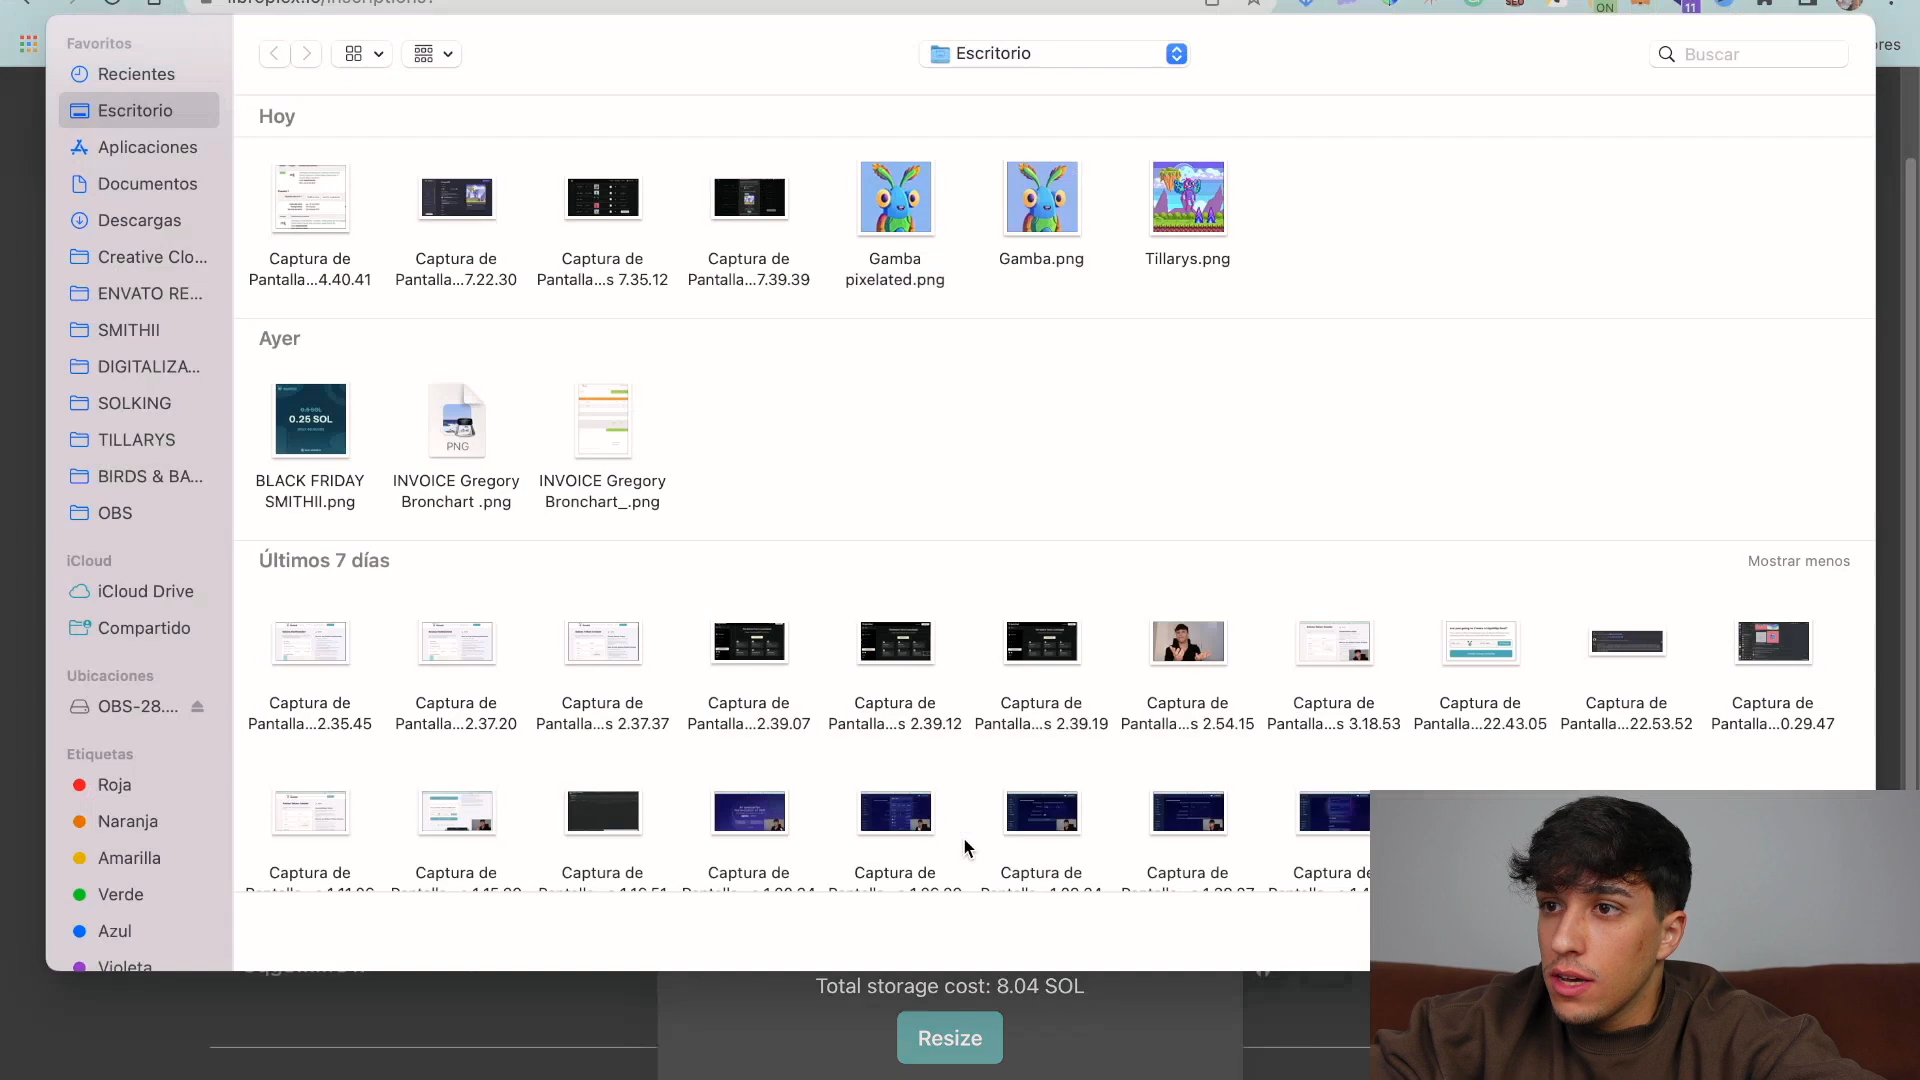 Favoritos
Recientes
Escritorio
Aplicaciones
Documentos
Descargas
Creative Clo...
ENVATO RE...
SMITHII
DIGITALIZA...
SOLKING
TILLARYS
BIRDS & BA...
OBS
iCloud
iCloud Drive
Compartido
Ubicaciones
OBS-28....
Etiquetas
Roja
Naranja
Amarilla
Verde
Azul
Violeta
Escritorio
Buscar
ON
11
Hoy
Captura de Pantalla...4.40.41
Captura de Pantalla...7.22.30
Captura de Pantalla...s 7.35.12
Captura de Pantalla...7.39.39
Gamba pixelated.png
Gamba.png
Tillarys.png
Ayer
0.25 SOL
PNG
BLACK FRIDAY SMITHII.png
INVOICE Gregory Bronchart .png
INVOICE Gregory Bronchart_.png
Últimos 7 días
Mostrar menos
Captura de Pantalla...2.35.45
Captura de Pantalla...2.37.20
Captura de Pantalla...s 2.37.37
Captura de Pantalla...2.39.07
Captura de Pantalla...s 2.39.12
Captura de Pantalla...s 2.39.19
Captura de Pantalla...s 2.54.15
Captura de Pantalla...s 3.18.53
Captura de Pantalla...22.43.05
Captura de Pantalla...22.53.52
Captura de Pantalla...0.29.47
Captura de
Captura de
Captura de
Captura de
Captura de
Captura de
Captura de
Captura de
Total storage cost: 8.04 SOL
Resize